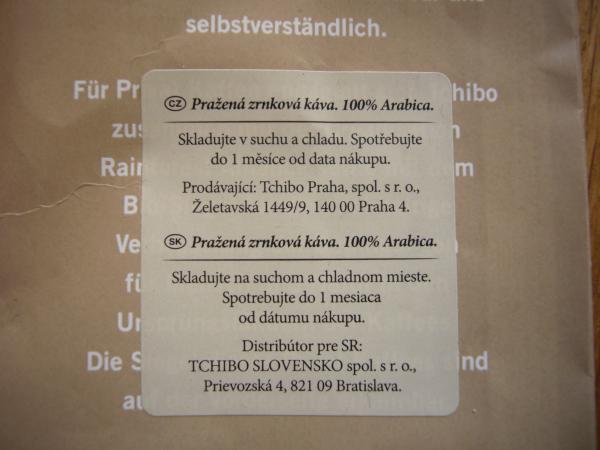 selbstverständlich.
Für
CZ Pražená zrnková káva. 100% Arabica.
Skladujte v suchu a chladu. Spotřebujte
do 1 měsíce od data nákupu.
Prodávající: Tchibo Praha, spol. s r. o.,
Želetavská 1449/9, 140 00 Praha 4.
SK Pražená zrnková káva. 100% Arabica.
Skladujte na suchom a chladnom mieste.
Spotrebujte do 1 mesiaca
od dátumu nákupu.
Distribútor pre SR:
TCHIBO SLOVENSKO spol. s r. o.,
Prievozská 4, 821 09 Bratislava.
Die